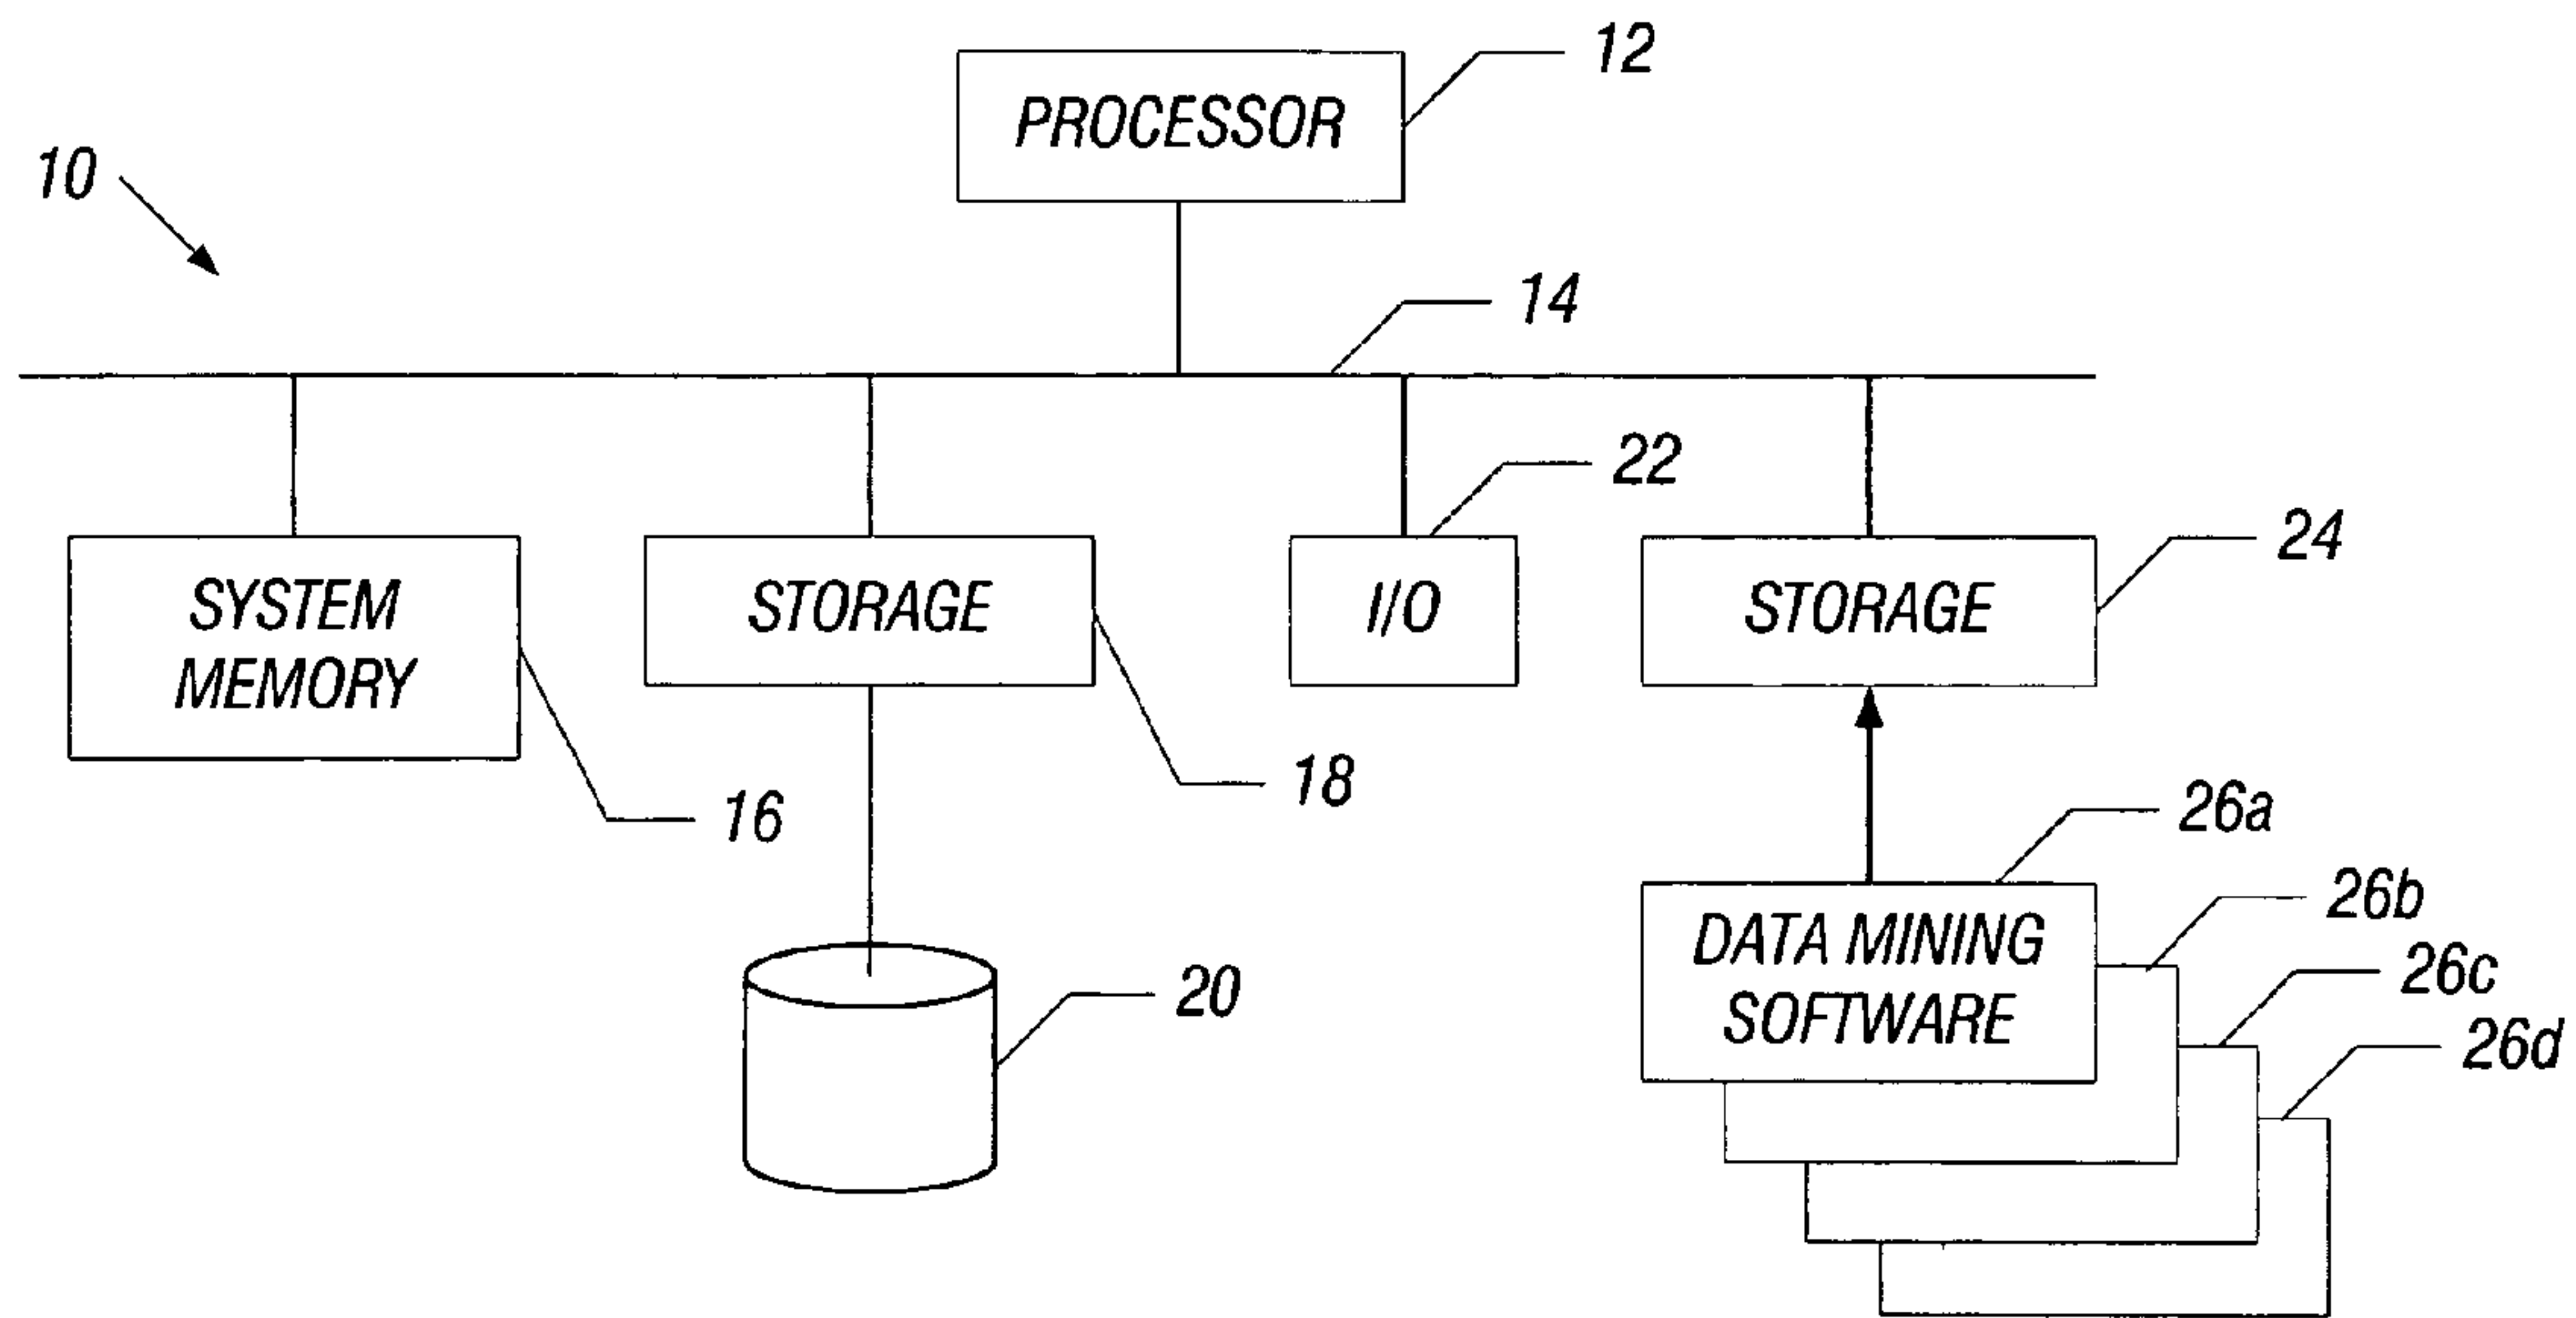 12
PROCESSOR
10
14
22
24
SYSTEM
MEMORY
STORAGE
I/O
STORAGE
18
16
26a
26b
DATA MINING
SOFTWARE
26c
20
26d